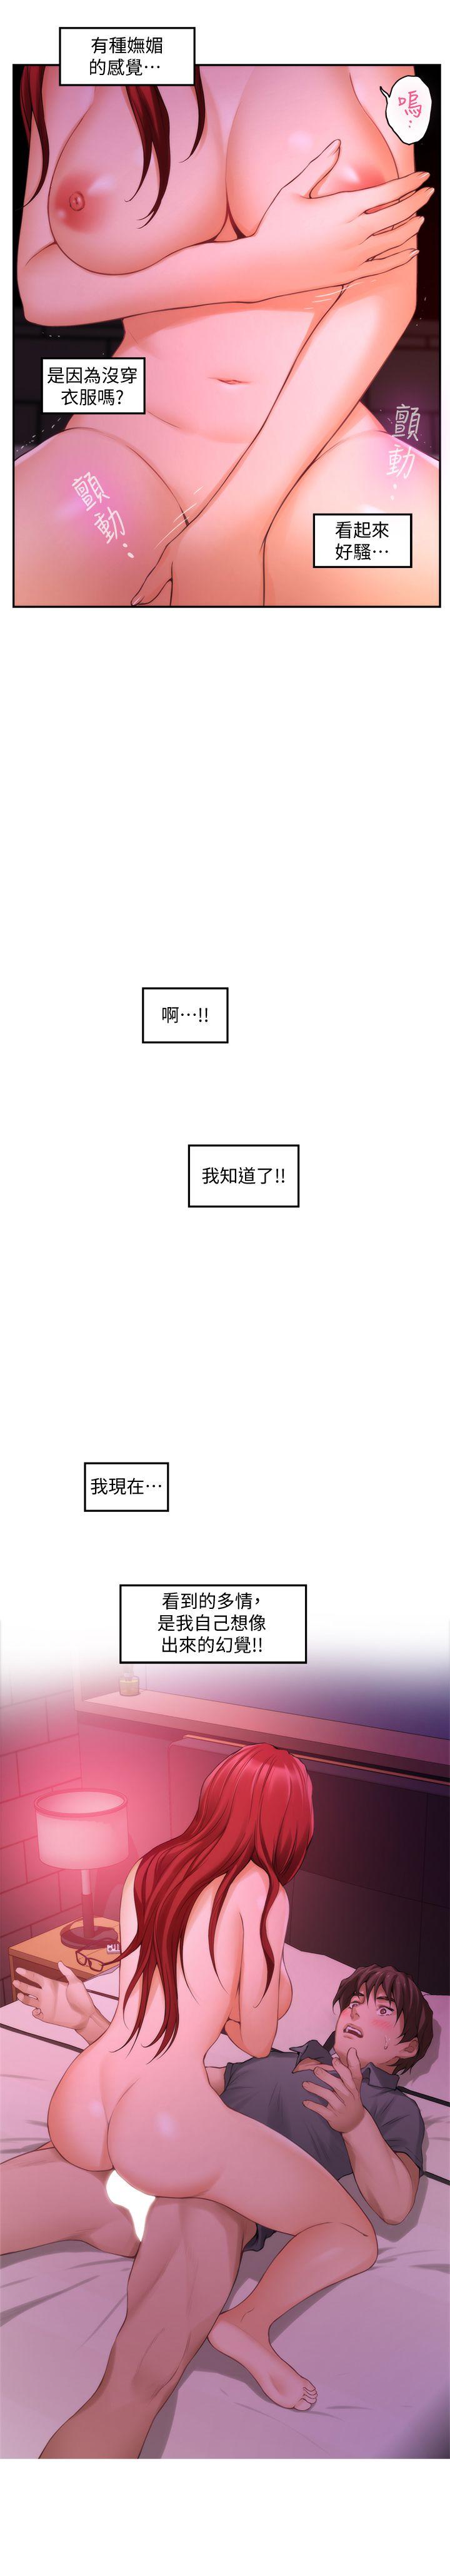 有種嫵媚
的感覺…
嗚…
是因為沒穿
衣服嗎?
顫動…
顫動…
看起來
好騷…
啊…!!
我知道了!!
我現在…
看到的多情，
是我自己想像
出來的幻覺!!